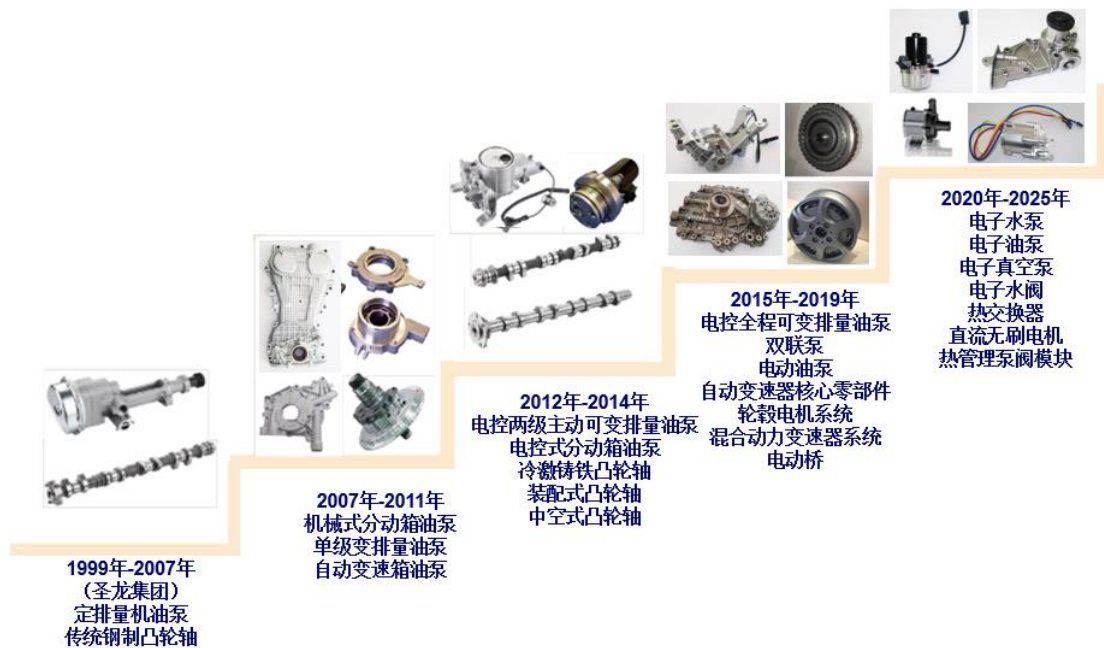 1999年-2007年
（圣龙集团）
定排量机油泵
传统钢制凸轮轴
2007年-2011年
机械式分动箱油泵
单级变排量油泵
自动变速箱油泵
2012年-2014年
电控两级主动可变排量油泵
电控式分动箱油泵
冷激铸铁凸轮轴
装配式凸轮轴
中空式凸轮轴
2015年-2019年
电控全程可变排量油泵
双联泵
电动油泵
自动变速器核心零部件
轮毂电机系统
混合动力变速器系统
电动桥
2020年-2025年
电子水泵
电子油泵
电子真空泵
电子水阀
热交换器
直流无刷电机
热管理泵阀模块